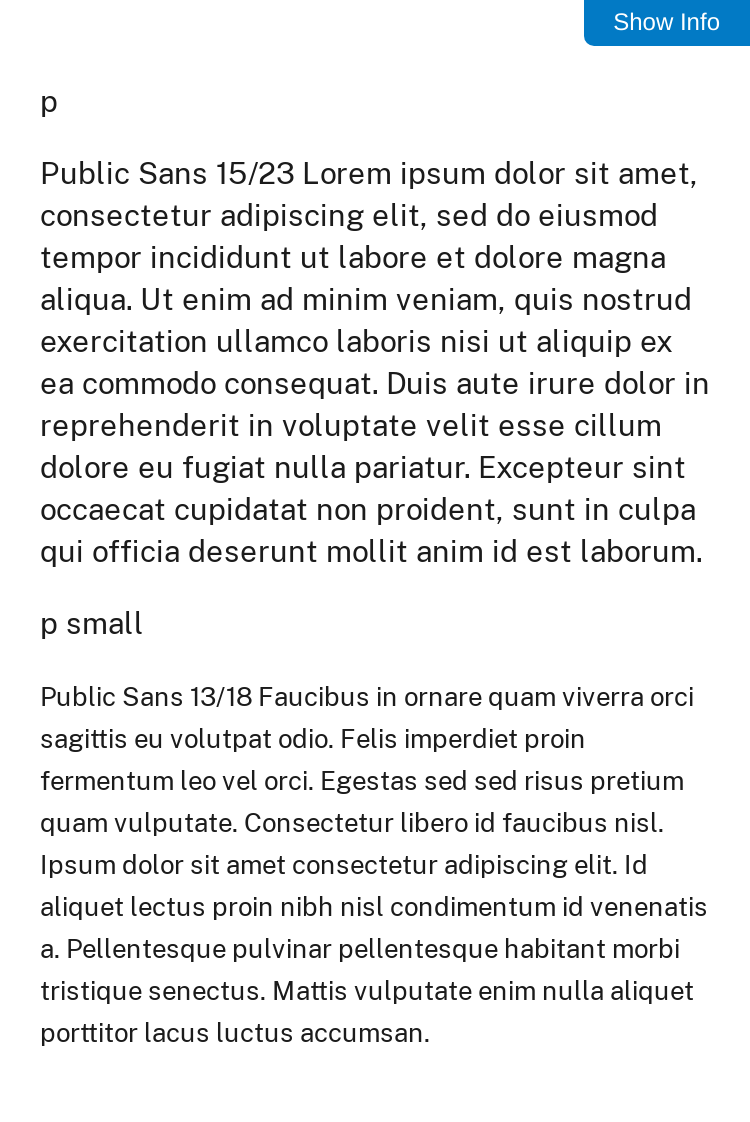 Show Info
p
Public Sans 15/23 Lorem ipsum dolor sit amet,
consectetur adipiscing elit, sed do eiusmod
tempor incididunt ut labore et dolore magna
aliqua. Ut enim ad minim veniam, quis nostrud
exercitation ullamco laboris nisi ut aliquip ex
ea commodo consequat. Duis aute irure dolor in
reprehenderit in voluptate velit esse cillum
dolore eu fugiat nulla pariatur. Excepteur sint
occaecat cupidatat non proident, sunt in culpa
qui officia deserunt mollit anim id est laborum.
p small
Public Sans 13/18 Faucibus in ornare quam viverra orci
sagittis eu volutpat odio. Felis imperdiet proin
fermentum leo vel orci. Egestas sed sed risus pretium
quam vulputate. Consectetur libero id faucibus nisl.
Ipsum dolor sit amet consectetur adipiscing elit. Id
aliquet lectus proin nibh nisl condimentum id venenatis
a. Pellentesque pulvinar pellentesque habitant morbi
tristique senectus. Mattis vulputate enim nulla aliquet
porttitor lacus luctus accumsan.